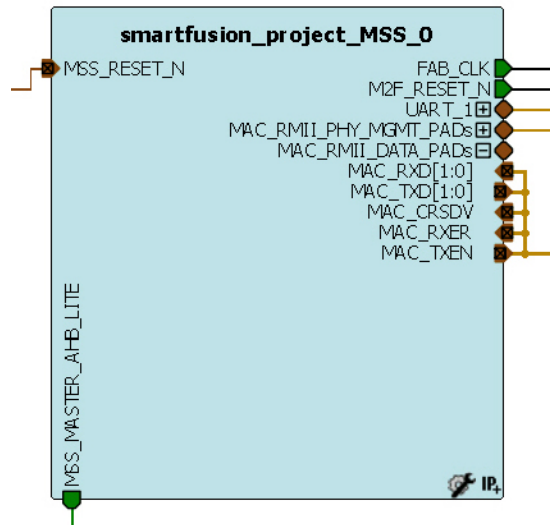 smartfusion_project_MSS_0
MSS_RESET_N
FAB_CLK
M2F_RESET_N
UART_1
MAC_RMII_PHY_MGMT_PADs
MAC_RMII_DATA_PADs
MAC_RXD[1:0]
MAC_TXD[1:0]
MAC_CRSDV
MAC_RXER
MAC_TXEN
MSS_MASTER_AHB_LITE
IP+